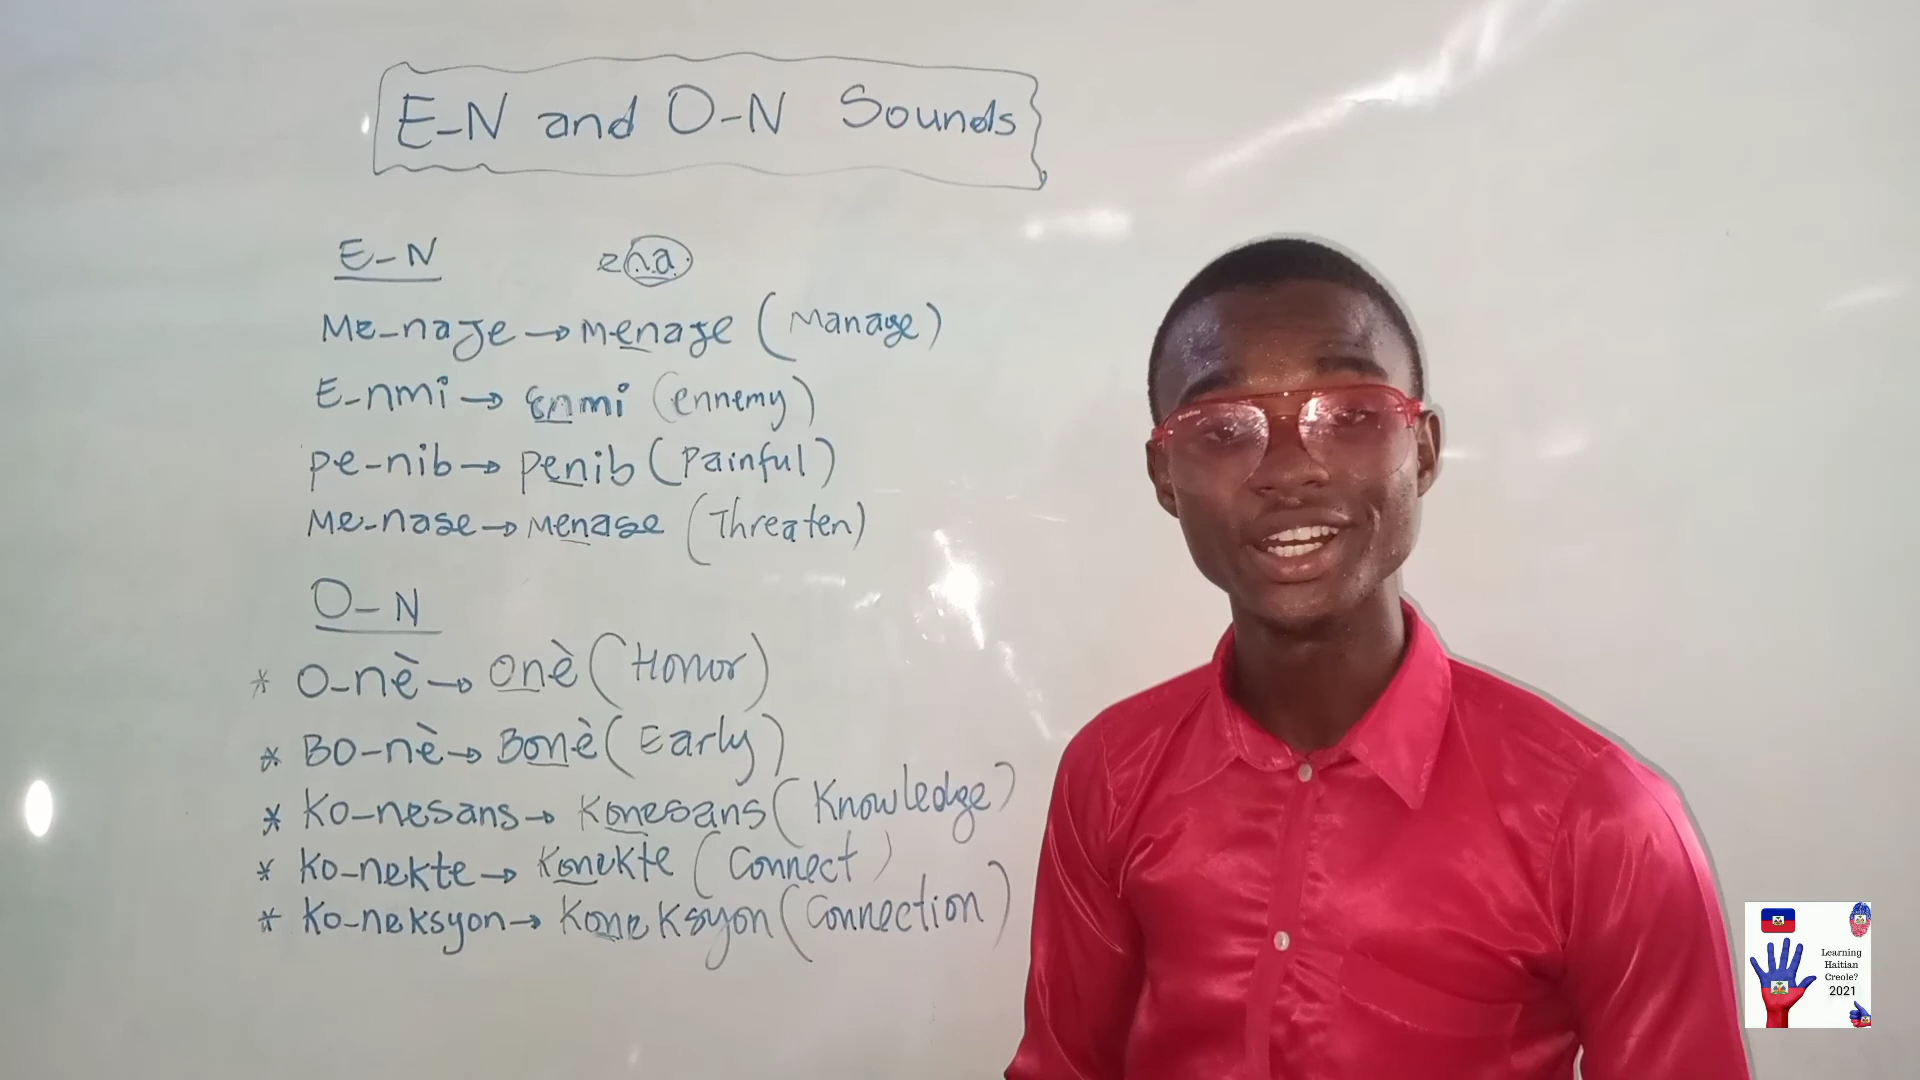 E-N and O-N Sounds
E-N
Me-naje → menaje (Manage)
E-nmi → enmi (ennemy)
pe-nib → penib (Painful)
Me-nase → menase (Threaten)
O-N
* O-nè → Onè (Honor)
* Bo-nè → Bonè (Early)
* Ko-nesans → Konesans (Knowledge)
* Ko-nekte → Konekte (Connect)
* Ko-neksyon → Koneksyon (Connection)
Learning
Haitian
Creole?
2021